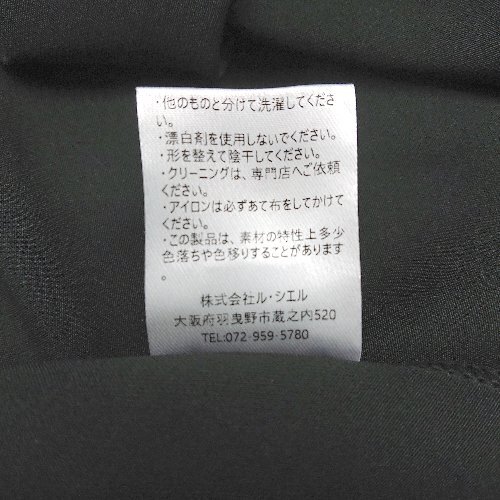 ・他のものと分けて洗濯してくださ
い。
・漂白剤を使用しないでください。
・形を整えて陰干してください。
・クリーニングは、専門店へご依頼
ください。
・アイロンは必ずあて布をしてかけて
ください。
・この製品は、素材の特性上多少
色落ちや色移りすることがあります
。
株式会社ル・シエル
大阪府羽曳野市蔵之内520
TEL:072-959-5780